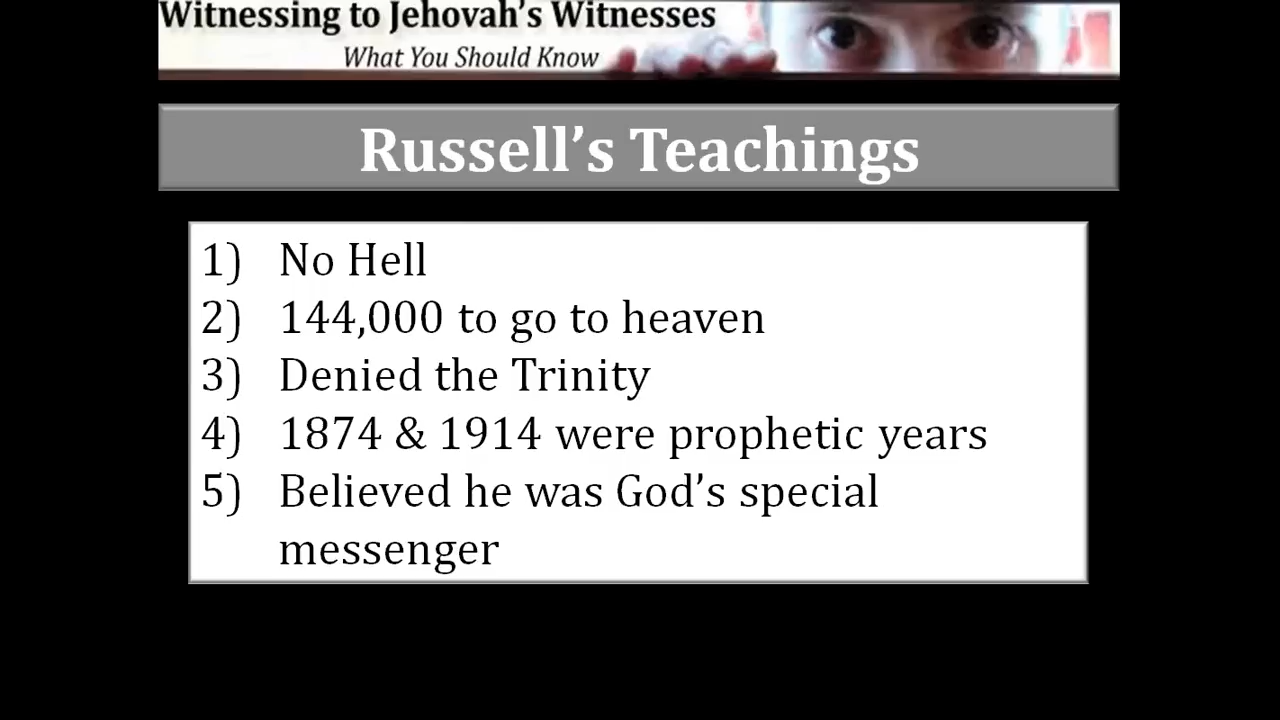 Witnessing to Jehovah's Witnesses
What You Should Know
Russell's Teachings
1) No Hell
2) 144,000 to go to heaven
3) Denied the Trinity
4) 1874 & 1914 were prophetic years
5) Believed he was God's special
messenger